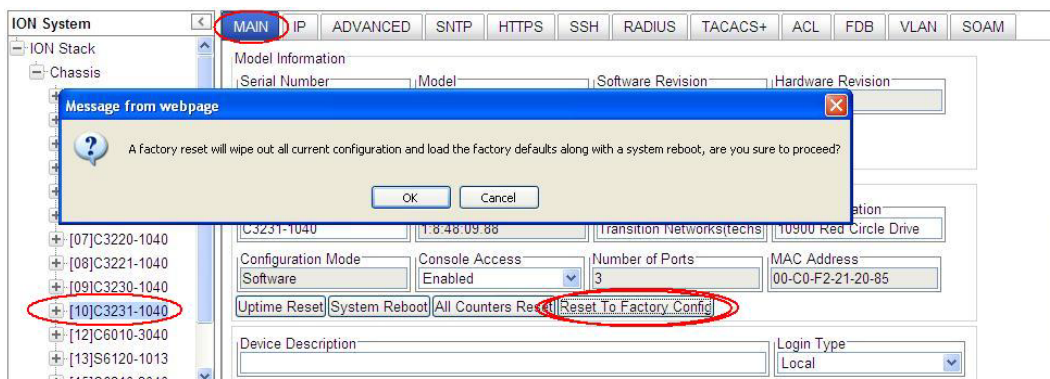 ION System
<
MAIN IP ADVANCED SNTP HTTPS SSH RADIUS TACACS+ ACL FDB VLAN SOAM
ION Stack
Chassis
Model Information
Serial Number Model Software Revision Hardware Revision
Message from webpage
A factory reset will wipe out all current configuration and load the factory defaults along with a system reboot, are you sure to proceed?
OK Cancel
[07]C3220-1040
[08]C3221-1040
[09]C3230-1040
[10]C3231-1040
[12]C6010-3040
[13]S6120-1013
C3231-1040 1:8:48:09.88 Transition Networks(techs 10900 Red Circle Drive
Configuration Mode Console Access Number of Ports MAC Address
Software Enabled 3 00-C0-F2-21-20-85
Uptime Reset System Reboot All Counters Reset Reset To Factory Config
Device Description Login Type
Local